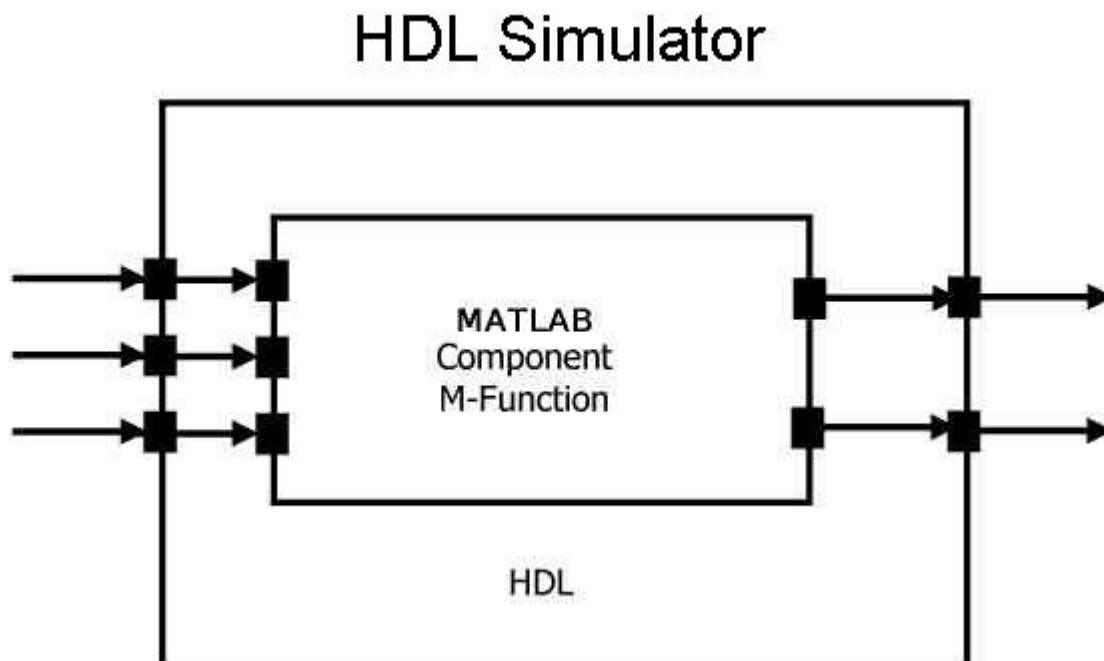 HDL Simulator
MATLAB
Component
M-Function
HDL